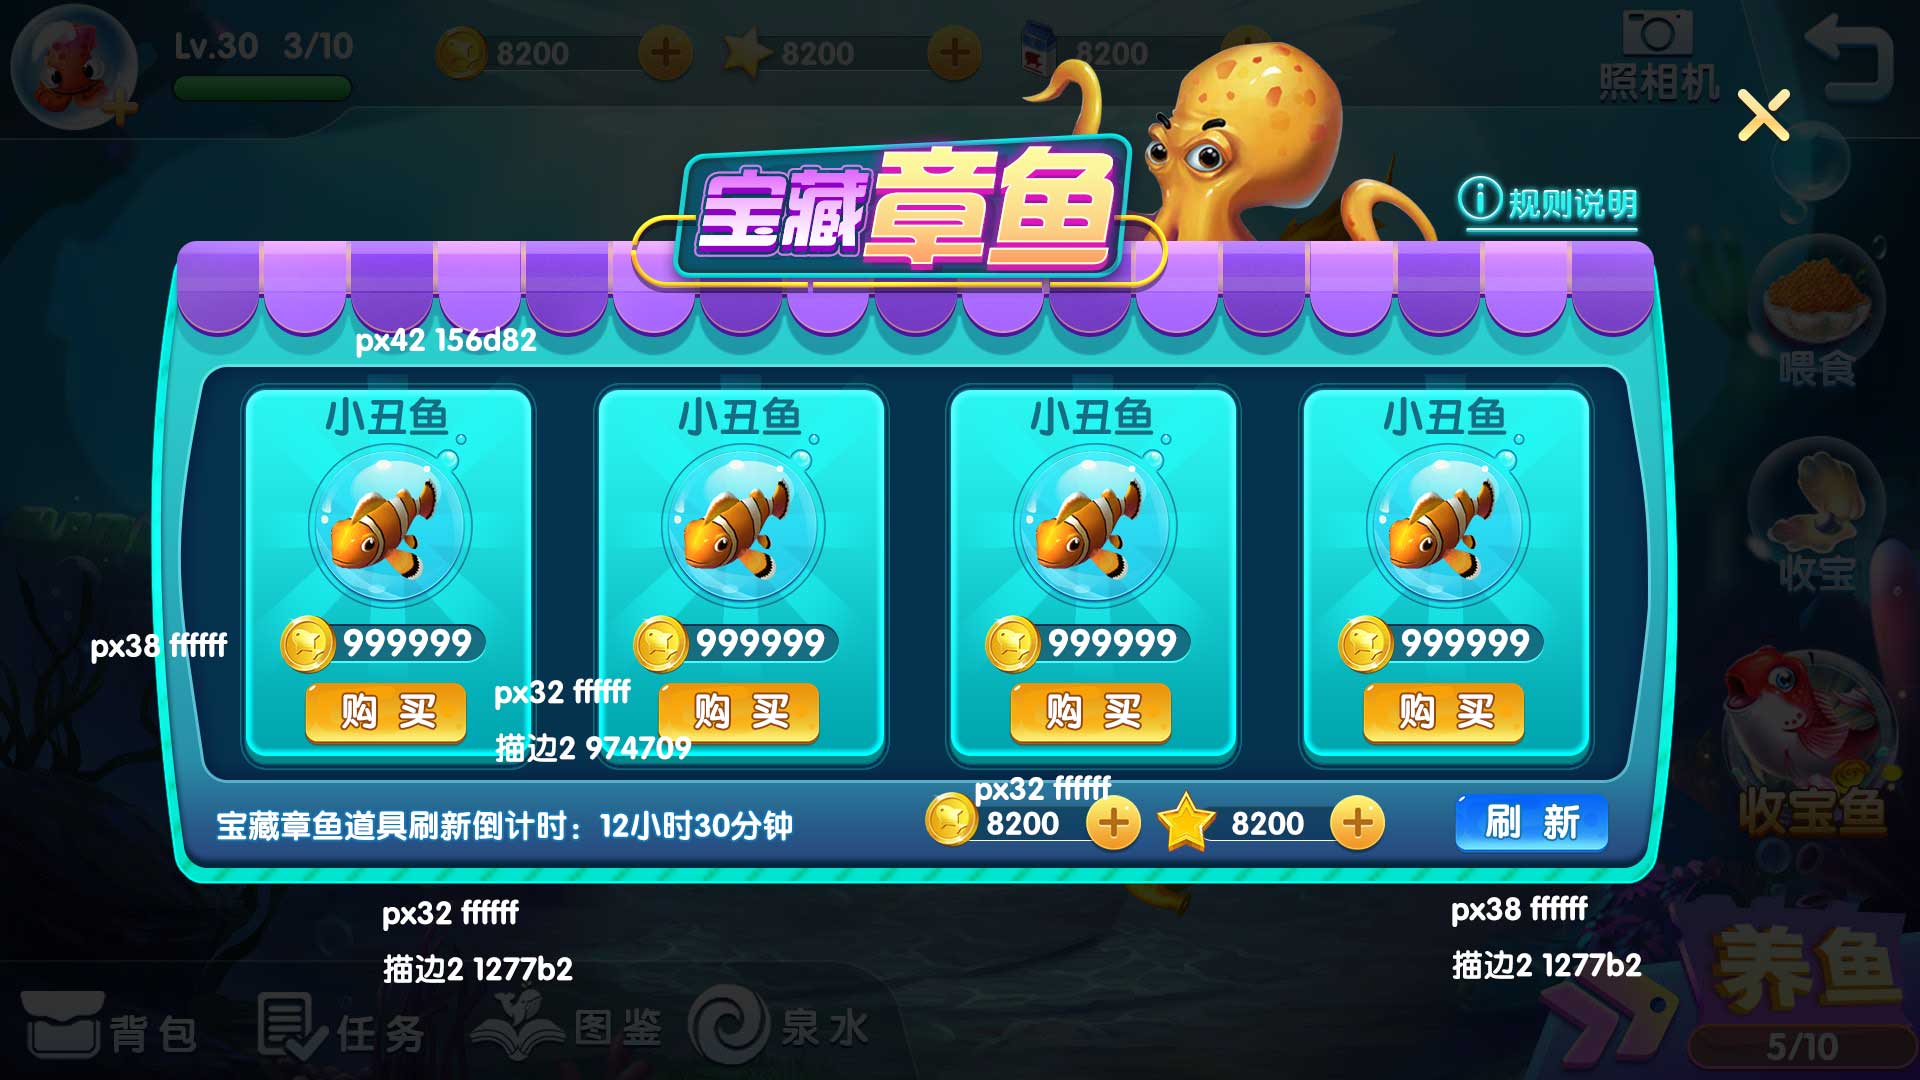 Lv.30 3/10
8200
8200
8200
照相机
宝藏章鱼
规则说明
px42 156d82
喂食
小丑鱼
小丑鱼
小丑鱼
小丑鱼
收宝
px38 ffffff
999999
999999
999999
999999
px32 ffffff
购 买
购 买
购 买
购 买
描边2 974709
px32 ffffff
宝藏章鱼道具刷新倒计时：12小时30分钟
8200
8200
刷 新
收宝鱼
px32 ffffff
描边2 1277b2
px38 ffffff
描边2 1277b2
养鱼
5/10
背包
任务
图鉴
泉水